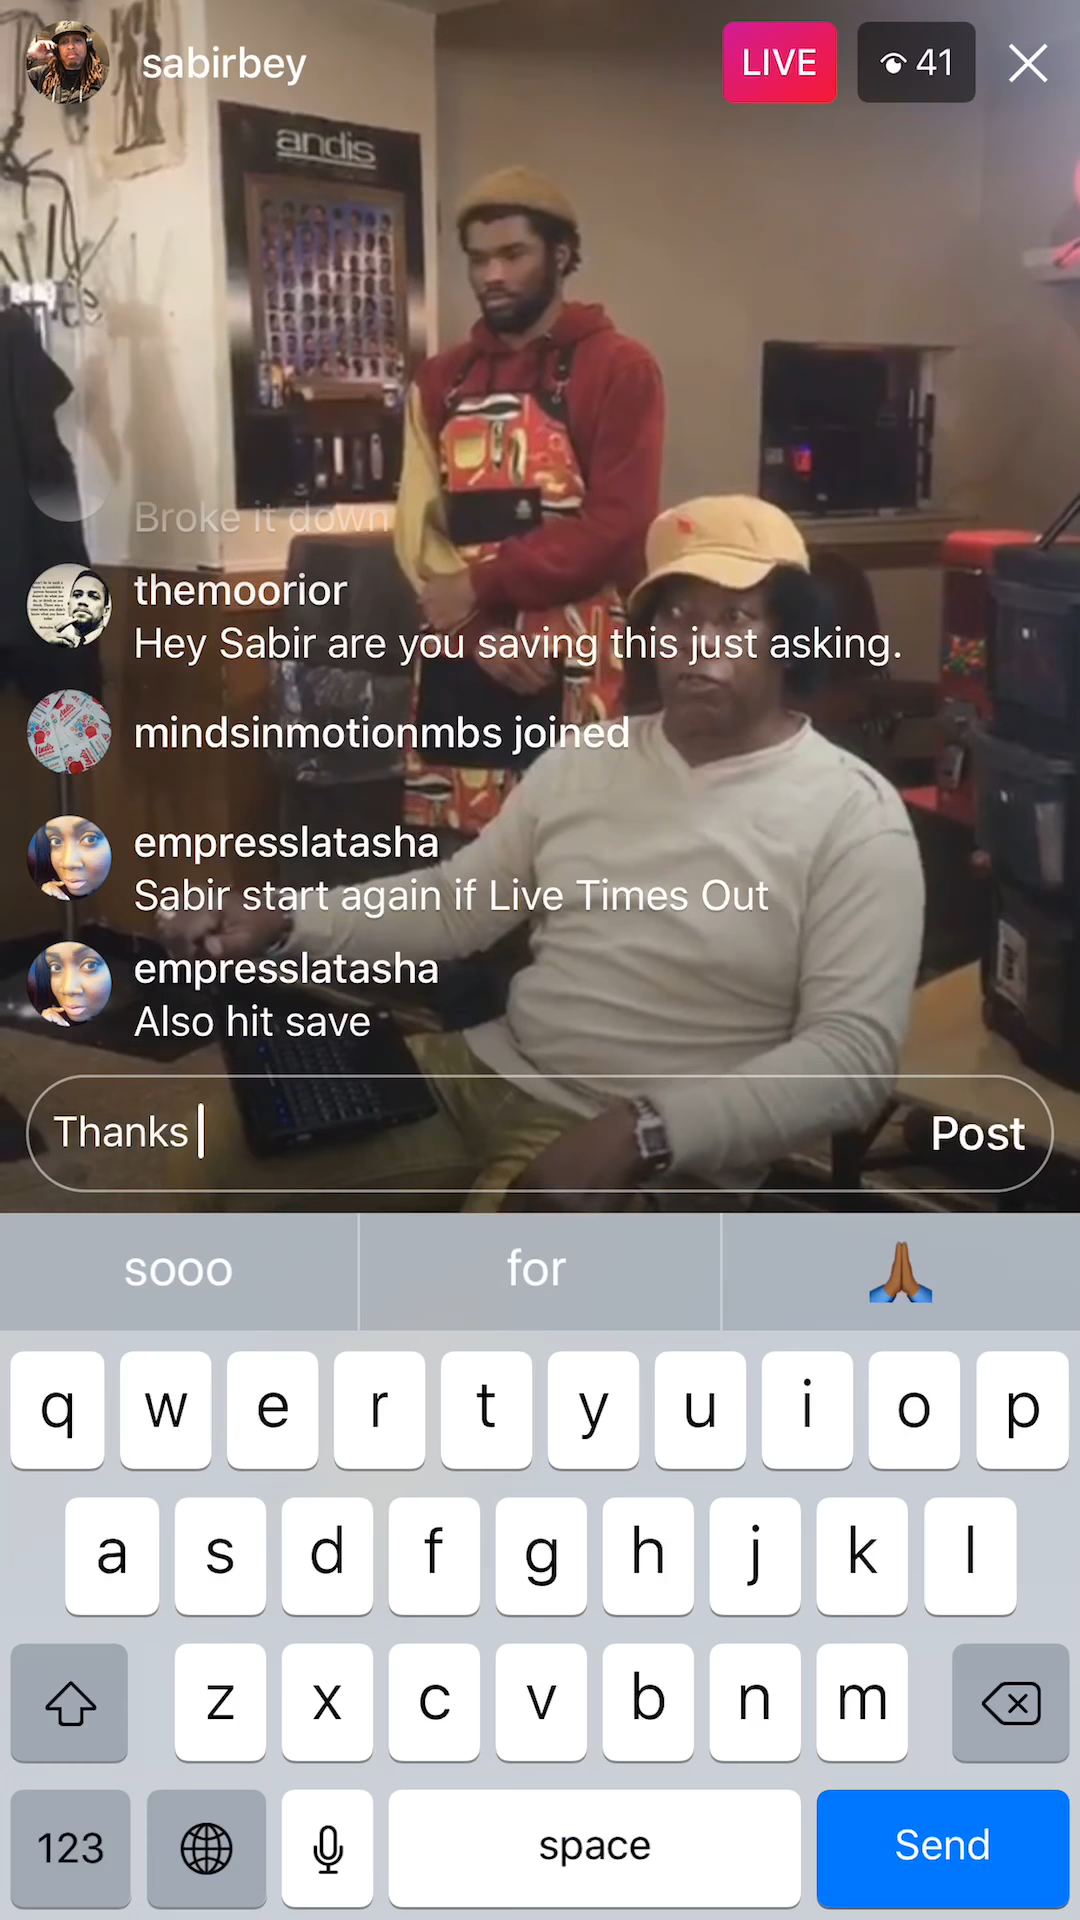 sabirbey
LIVE
41
andis
Broke it down
themoorior
Hey Sabir are you saving this just asking.
mindsinmotionmbs joined
empresslatasha
Sabir start again if Live Times Out
empresslatasha
Also hit save
Thanks
Post
sooo for 🙏🏾
q w e r t y u i o p
a s d f g h j k l
z x c v b n m
123 space Send